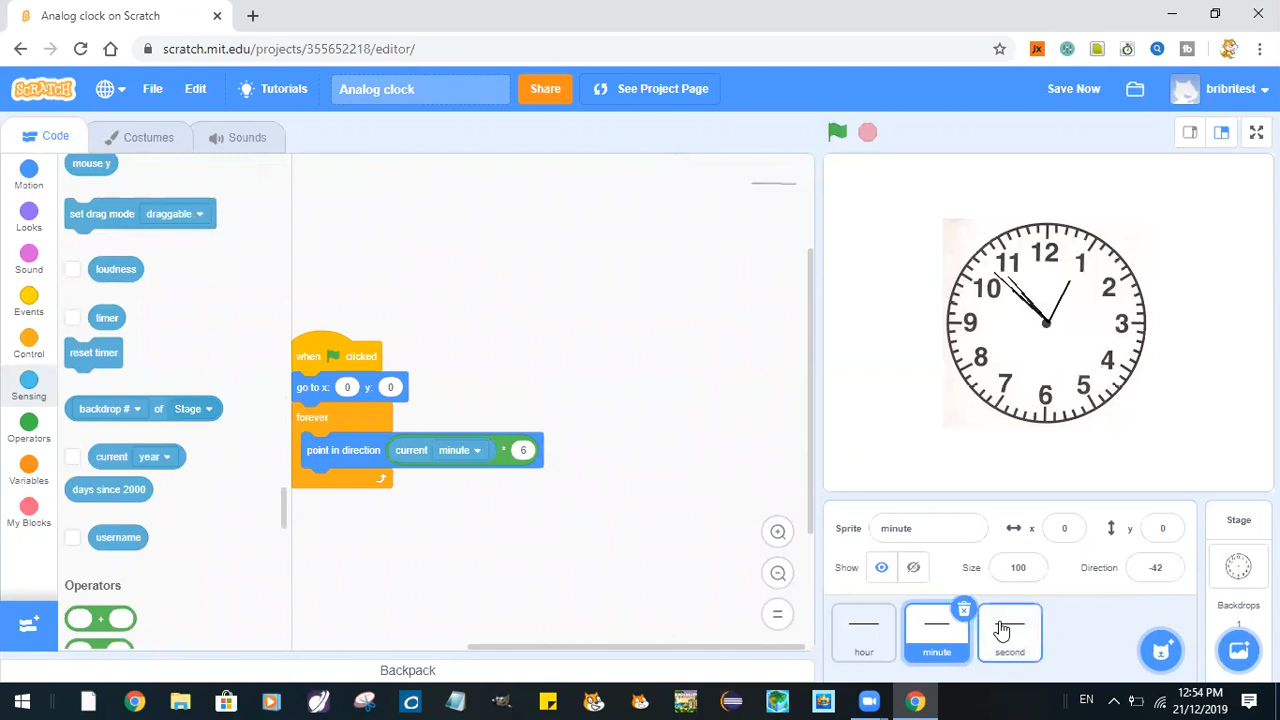 Analog clock on Scratch
scratch.mit.edu/projects/355652218/editor/
SCRATCH
File
Edit
Tutorials
Analog clock
Share
See Project Page
Save Now
bribritest
Code
Costumes
Sounds
Motion
Looks
Sound
Events
Control
Sensing
Operators
Variables
My Blocks
mouse y
set drag mode draggable
loudness
timer
reset timer
backdrop # of Stage
current year
days since 2000
username
Operators
+
when clicked
go to x: 0 y: 0
forever
point in direction current minute * 6
12
1
2
3
4
5
6
7
8
9
10
11
Sprite minute x 0 y 0
Show Size 100 Direction -42
hour
minute
second
Stage
Backdrops
1
Backpack
EN
12:54 PM
21/12/2019